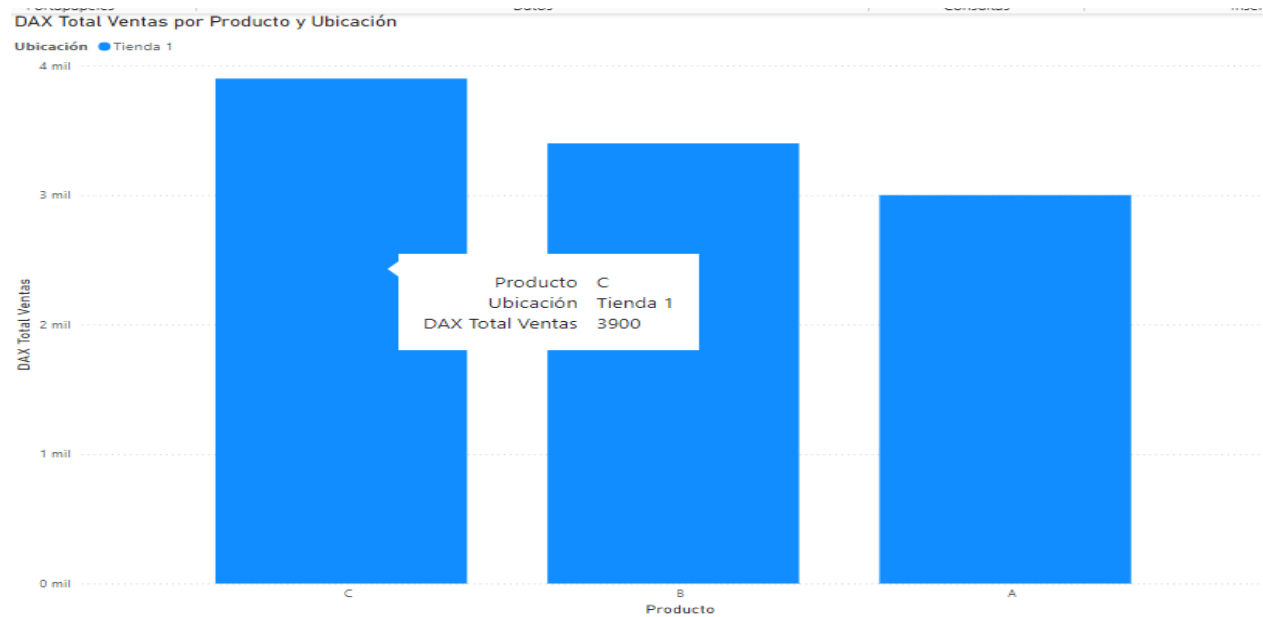 DAX Total Ventas por Producto y Ubicación
Ubicación Tienda 1
4 mil
3 mil
2 mil
1 mil
0 mil
DAX Total Ventas
Producto C
Ubicación Tienda 1
DAX Total Ventas 3900
C B A
Producto